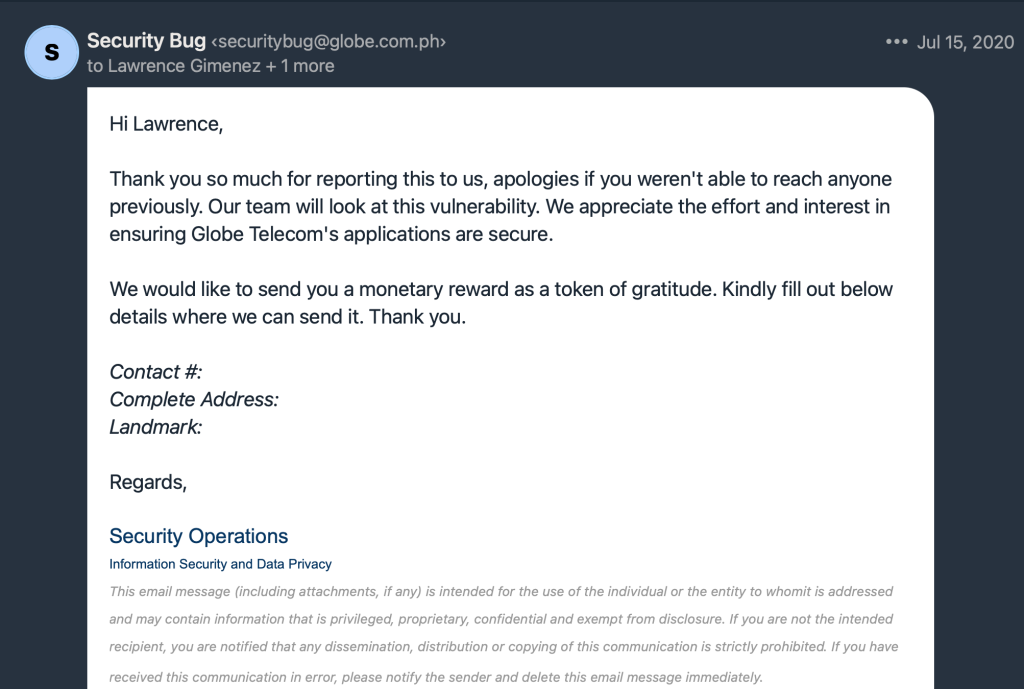 S
Security Bug <securitybug@globe.com.ph>
••• Jul 15, 2020
to Lawrence Gimenez + 1 more
Hi Lawrence,
Thank you so much for reporting this to us, apologies if you weren't able to reach anyone
previously. Our team will look at this vulnerability. We appreciate the effort and interest in
ensuring Globe Telecom's applications are secure.
We would like to send you a monetary reward as a token of gratitude. Kindly fill out below
details where we can send it. Thank you.
Contact #:
Complete Address:
Landmark:
Regards,
Security Operations
Information Security and Data Privacy
This email message (including attachments, if any) is intended for the use of the individual or the entity to whomit is addressed
and may contain information that is privileged, proprietary, confidential and exempt from disclosure. If you are not the intended
recipient, you are notified that any dissemination, distribution or copying of this communication is strictly prohibited. If you have
received this communication in error, please notify the sender and delete this email message immediately.